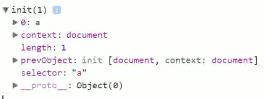 ▼ init(1) i
▶ 0: a
▶ context: document
length: 1
▶ prevObject: init [document, context: document]
selector: "a"
▶ __proto__: Object(0)